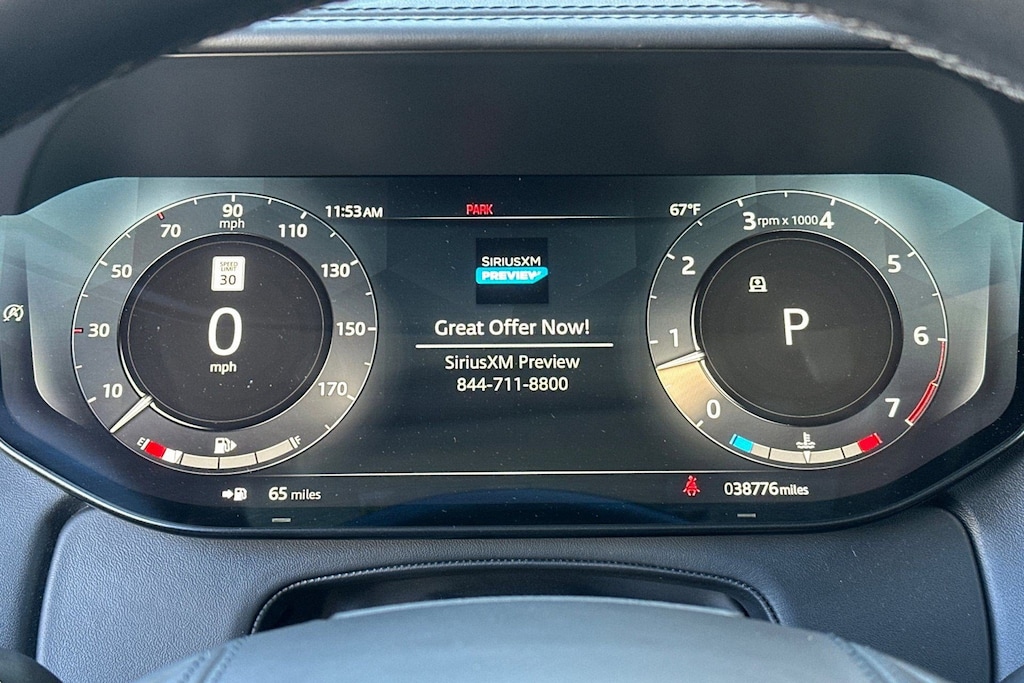 11:53AM
PARK
67°F
10
30
50
70
90
mph
110
130
150
170
SPEED
LIMIT
30
0
mph
E
F
SIRIUSXM
PREVIEW
Great Offer Now!
SiriusXM Preview
844-711-8800
0
1
2
3
rpm x 1000
4
5
6
7
P
65 miles
038776 miles